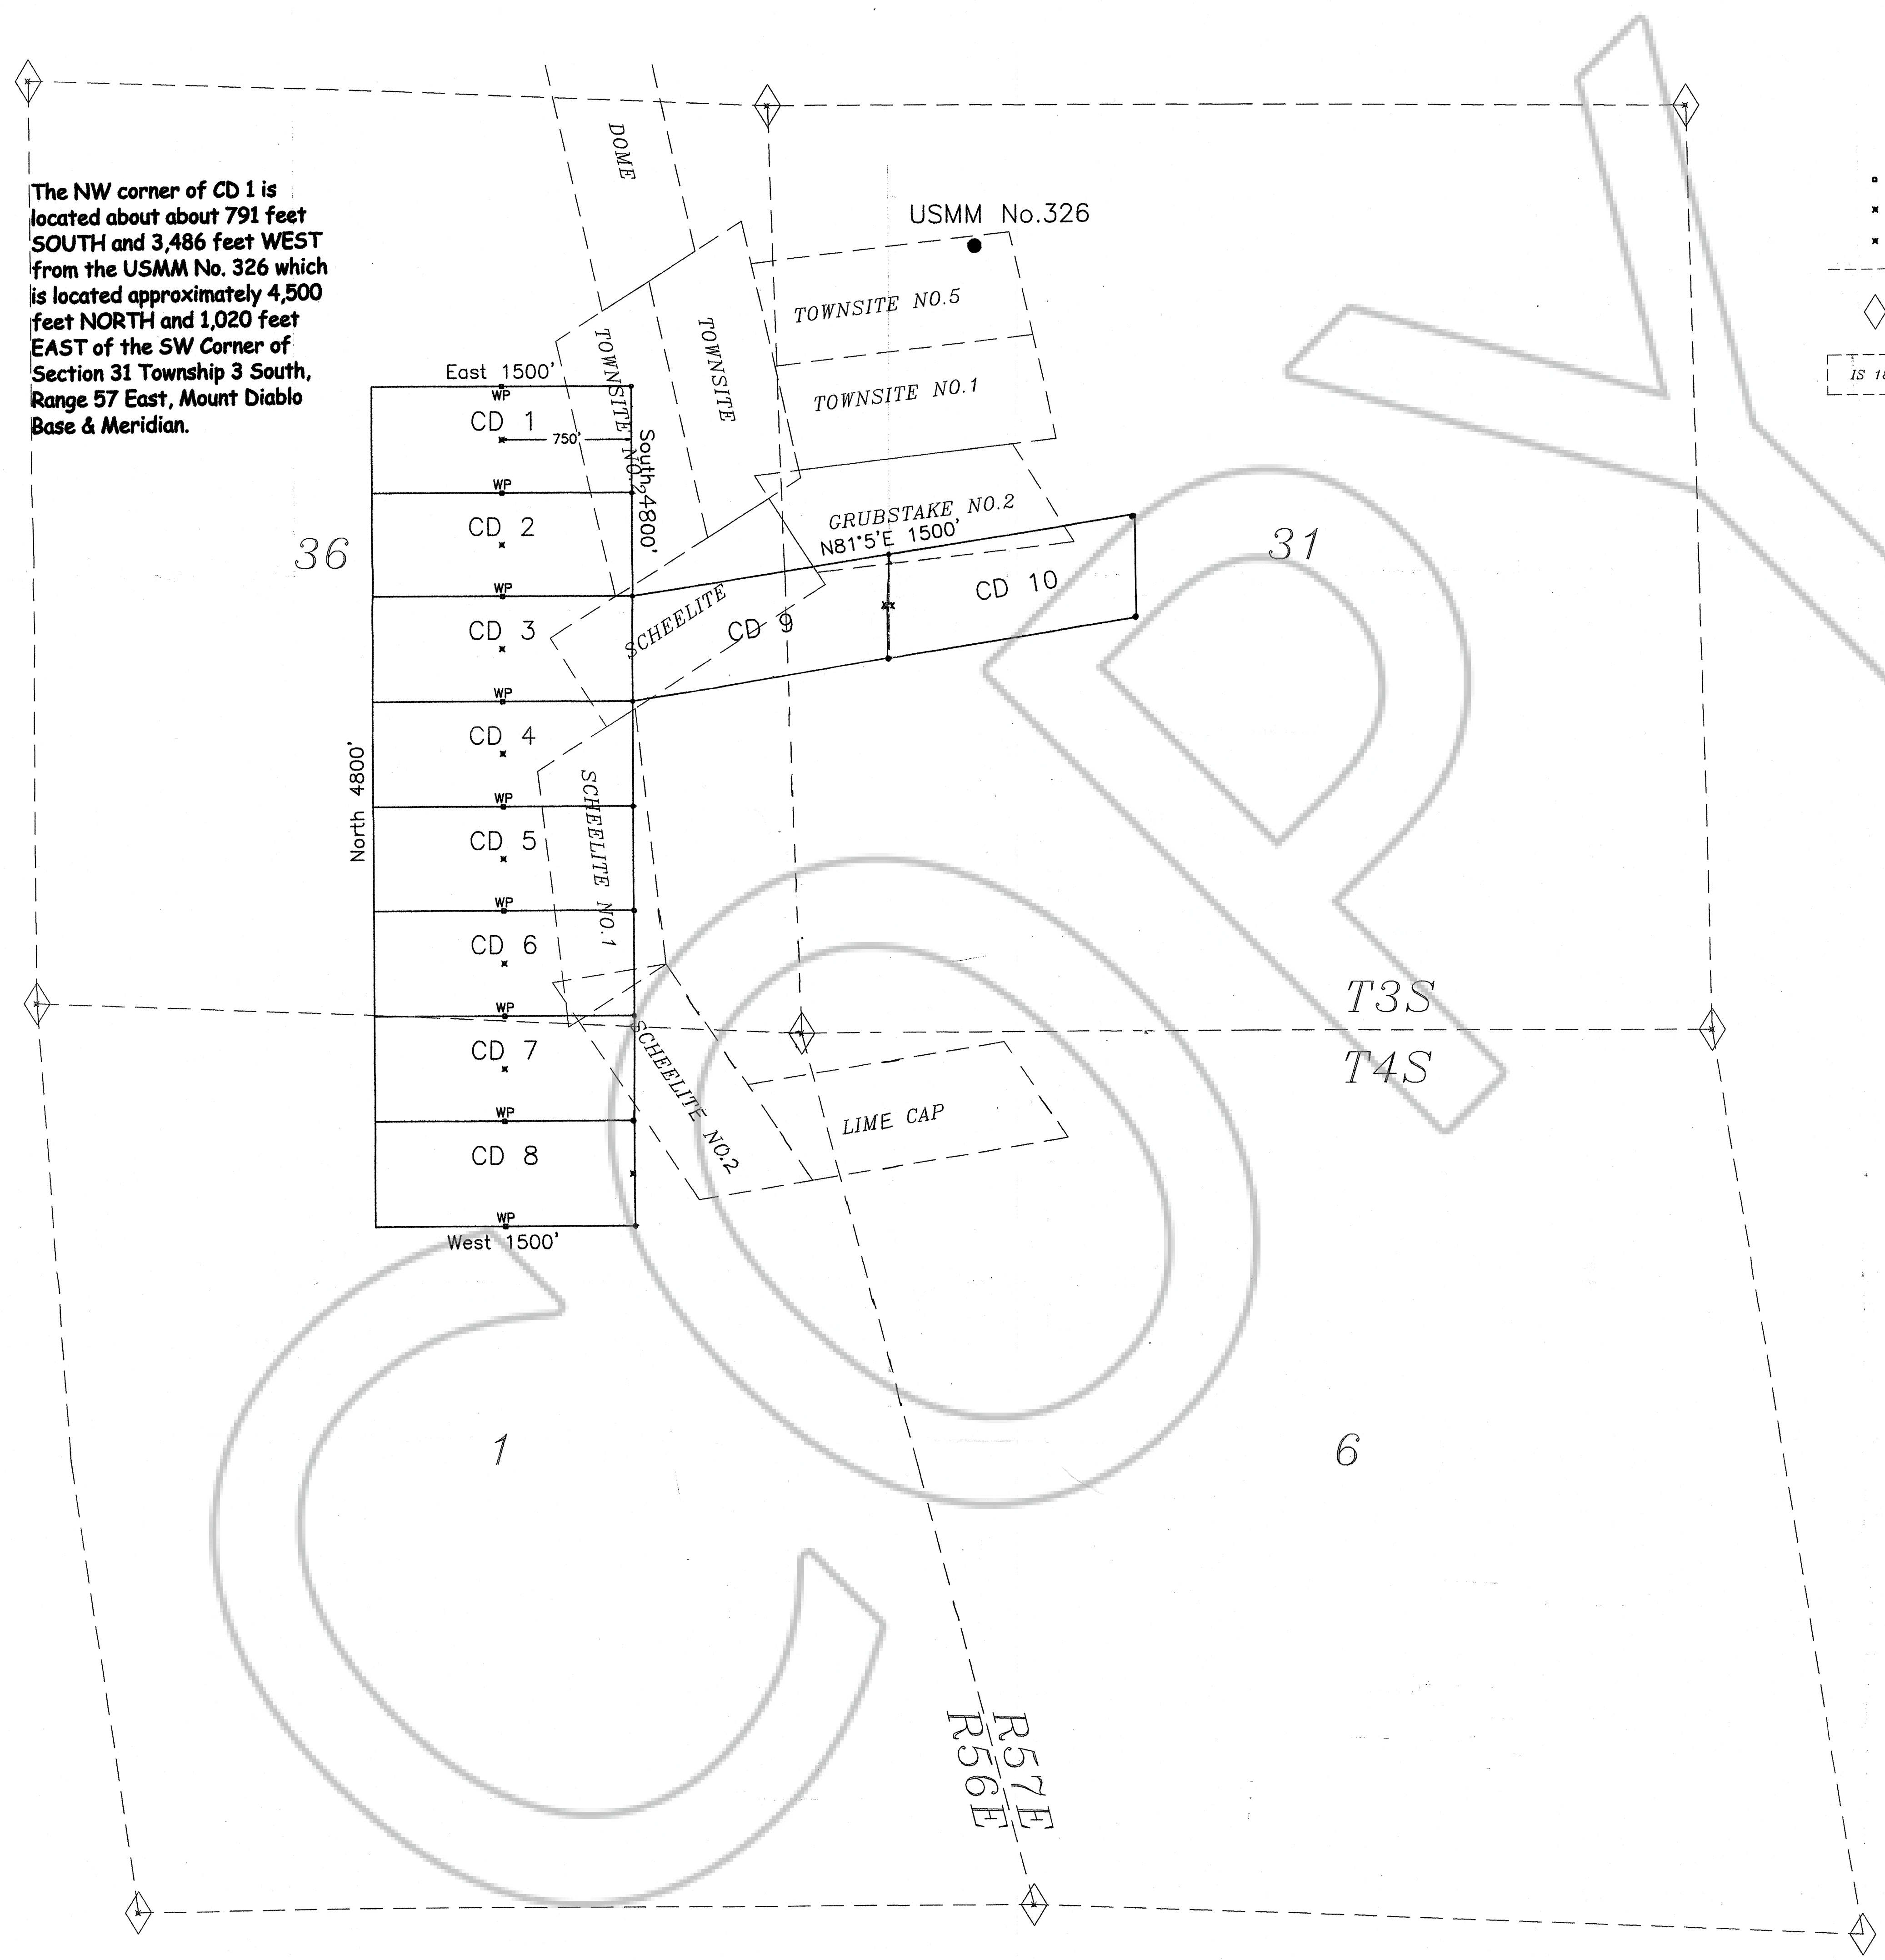 DOME
The NW corner of CD 1 is
located about about 791 feet
SOUTH and 3,486 feet WEST
from the USMM No. 326 which
is located approximately 4,500
feet NORTH and 1,020 feet
EAST of the SW Corner of
Section 31 Township 3 South,
Range 57 East, Mount Diablo
Base & Meridian.
USMM No.326
TOWNSITE NO.5
TOWNSITE NO.1
TOWNSITE
TOWNSITE NO.2
IS
East 1500'
WP
CD 1
750'
South 4800'
WP
CD 2
GRUBSTAKE NO.2
N81°5'E 1500'
36
31
WP
CD 3
SCHEELITE
CD 9
CD 10
WP
CD 4
North 4800'
WP
CD 5
SCHEELITE NO.1
WP
CD 6
WP
CD 7
SCHEELITE NO.2
T3S
T4S
LIME CAP
WP
CD 8
WP
West 1500'
1
6
R57E
R56E
COPY